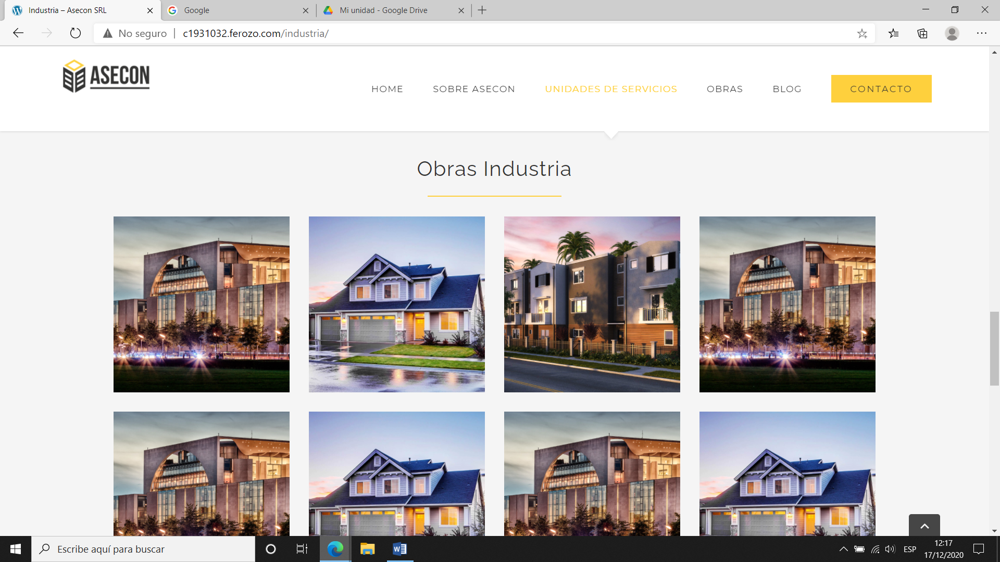 Industria – Asecon SRL
Google
Mi unidad - Google Drive
No seguro
c1931032.ferozo.com/industria/
ASECON
HOME
SOBRE ASECON
UNIDADES DE SERVICIOS
OBRAS
BLOG
CONTACTO
Obras Industria
Escribe aquí para buscar
ESP
12:17
17/12/2020